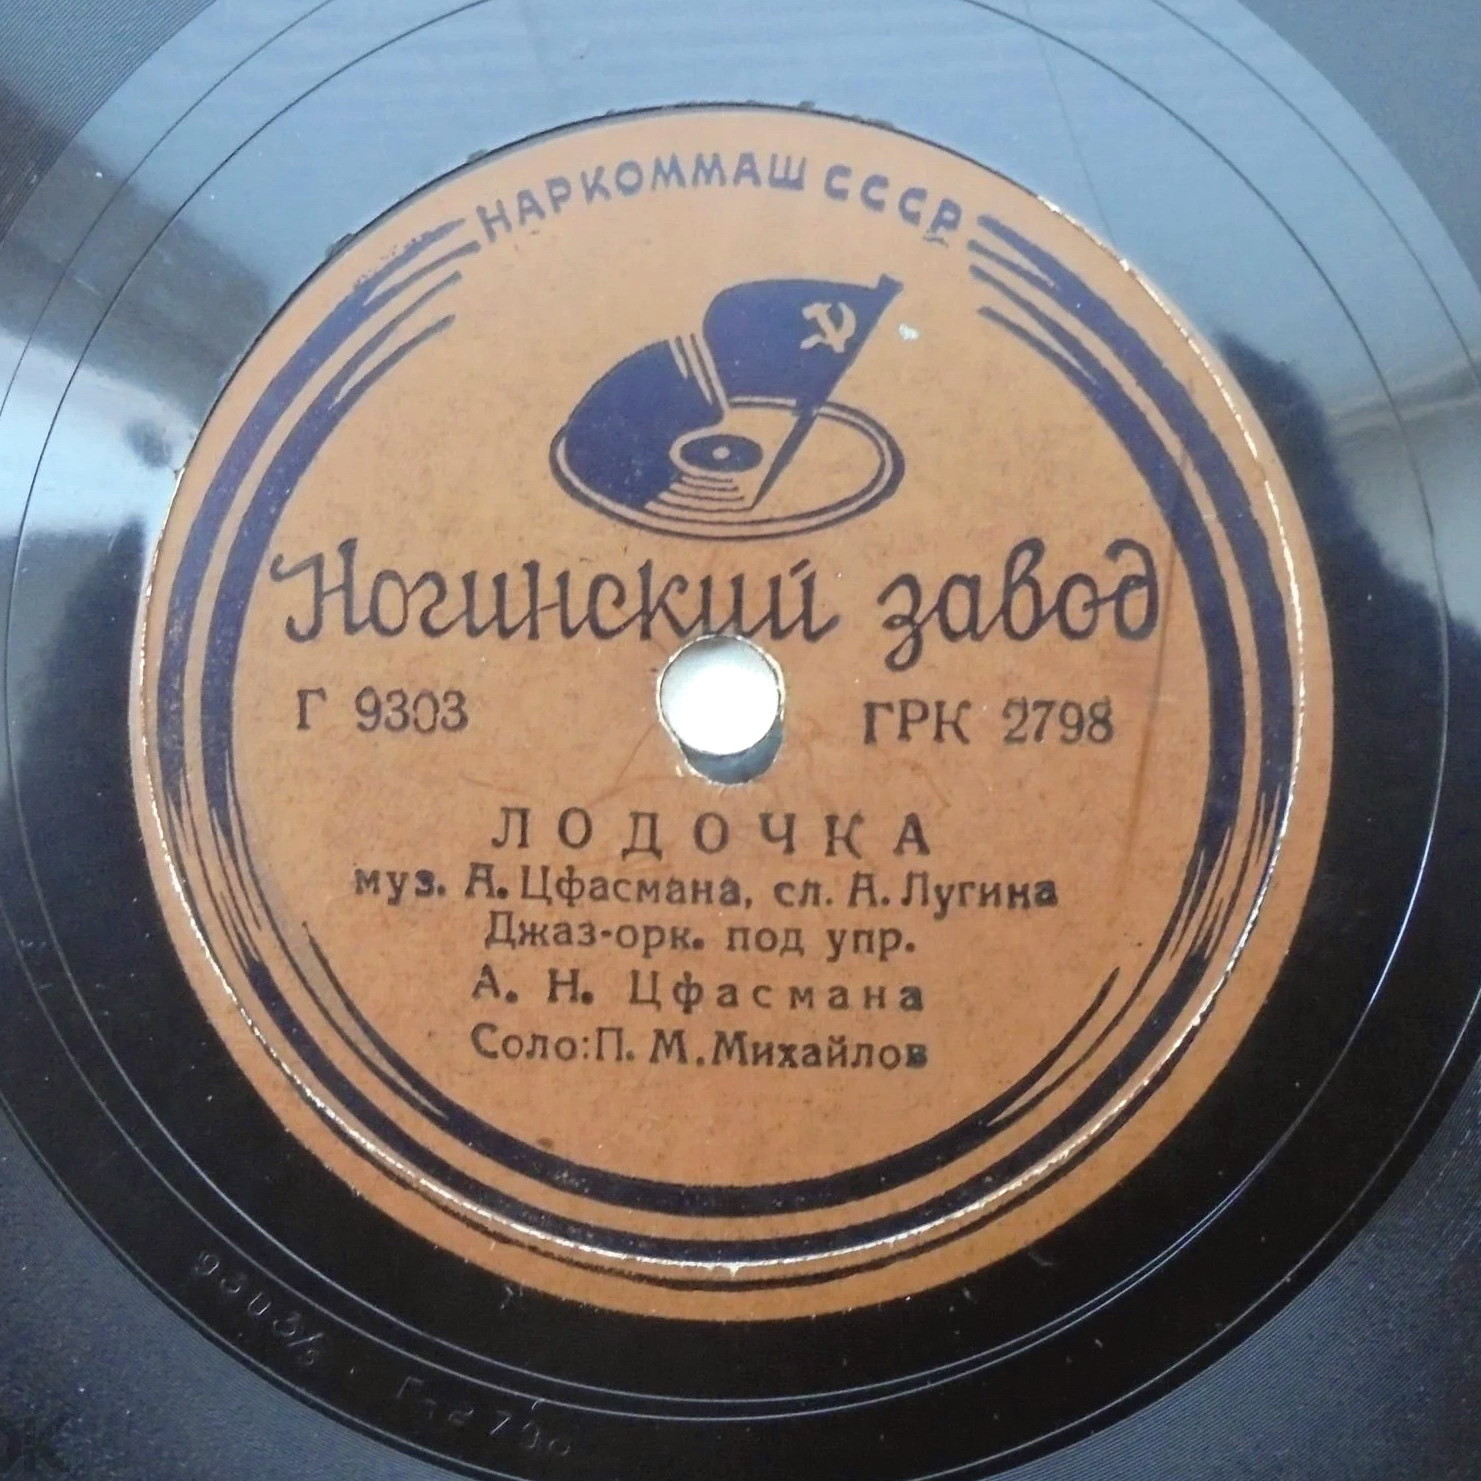 НАРКОММАШ СССР
Ногинский завод
Г 9303
ГРК 2798
ЛОДОЧКА
муз. А. Цфасмана, сл. А. Лугина
Джаз-орк. под упр.
А. Н. Цфасмана
Соло: П. М. Михайлов